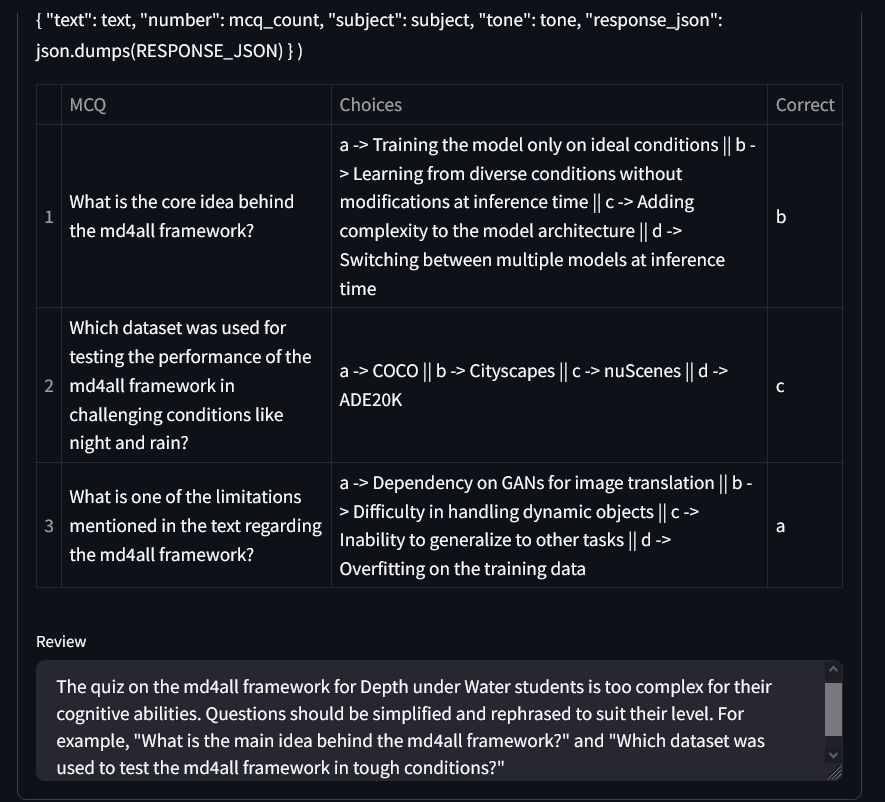 { "text": text, "number": mcq_count, "subject": subject, "tone": tone, "response_json":
json.dumps(RESPONSE_JSON) } )
MCQ Choices Correct
1
What is the core idea behind
the md4all framework?
a -> Training the model only on ideal conditions || b -
> Learning from diverse conditions without
modifications at inference time || c -> Adding
complexity to the model architecture || d ->
Switching between multiple models at inference
time
b
2
Which dataset was used for
testing the performance of the
md4all framework in
challenging conditions like
night and rain?
a -> COCO || b -> Cityscapes || c -> nuScenes || d ->
ADE20K
c
3
What is one of the limitations
mentioned in the text regarding
the md4all framework?
a -> Dependency on GANs for image translation || b -
> Difficulty in handling dynamic objects || c ->
Inability to generalize to other tasks || d ->
Overfitting on the training data
a
Review
The quiz on the md4all framework for Depth under Water students is too complex for their
cognitive abilities. Questions should be simplified and rephrased to suit their level. For
example, "What is the main idea behind the md4all framework?" and "Which dataset was
used to test the md4all framework in tough conditions?"